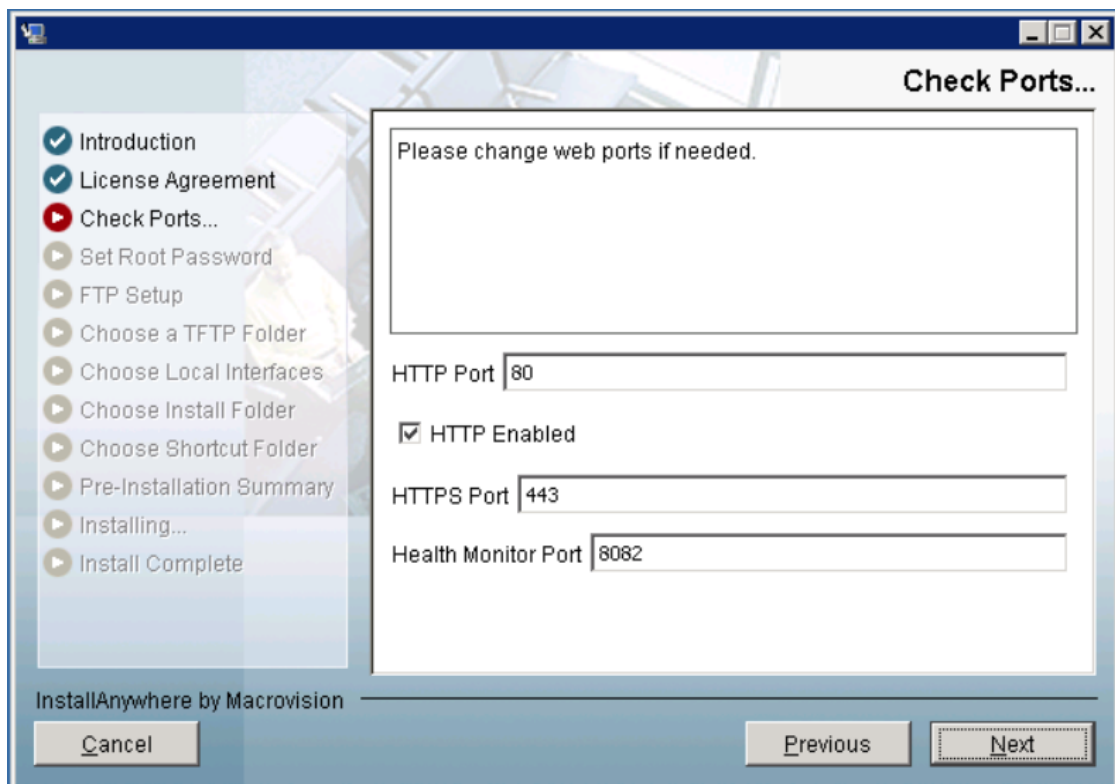 Check Ports...
Introduction
License Agreement
Check Ports...
Set Root Password
FTP Setup
Choose a TFTP Folder
Choose Local Interfaces
Choose Install Folder
Choose Shortcut Folder
Pre-Installation Summary
Installing...
Install Complete
Please change web ports if needed.
HTTP Port 80
HTTP Enabled
HTTPS Port 443
Health Monitor Port 8082
InstallAnywhere by Macrovision
Cancel Previous Next